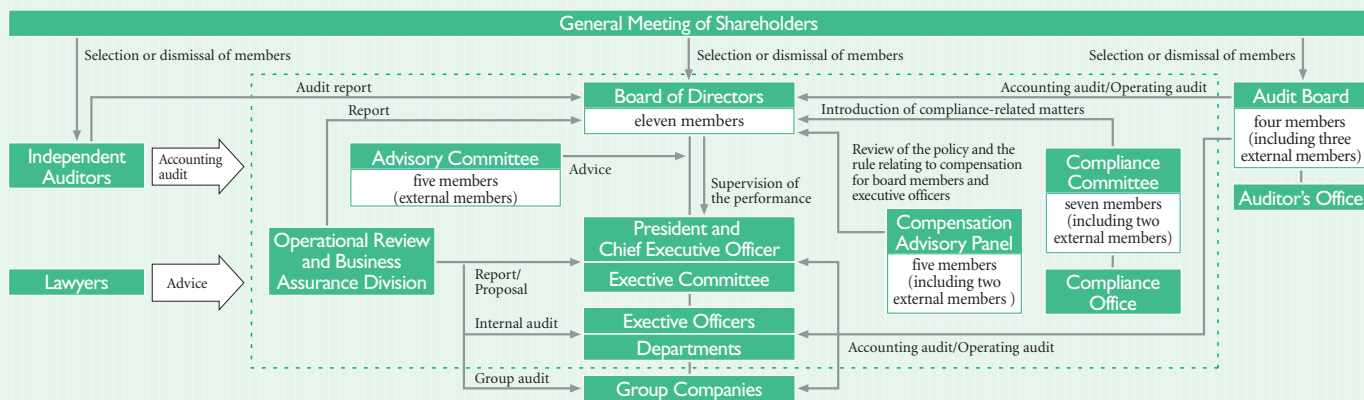 General Meeting of Shareholders
Selection or dismissal of members
Selection or dismissal of members
Selection or dismissal of members
Audit report
Board of Directors
eleven members
Accounting audit/Operating audit
Audit Board
four members
(including three
external members)
Report
Introduction of compliance-related matters
Independent
Auditors
Accounting
audit
Advisory Committee
five members
(external members)
Advice
Review of the policy and the
rule relating to compensation
for board members and
executive officers
Compliance
Committee
seven members
(including two
external members)
Auditor's Office
Supervision of
the performance
Operational Review
and Business
Assurance Division
President and
Chief Executive Officer
Exective Committee
Compensation
Advisory Panel
five members
(including two
external members )
Lawyers
Advice
Report/
Proposal
Compliance
Office
Internal audit
Exective Officers
Departments
Accounting audit/Operating audit
Group audit
Group Companies